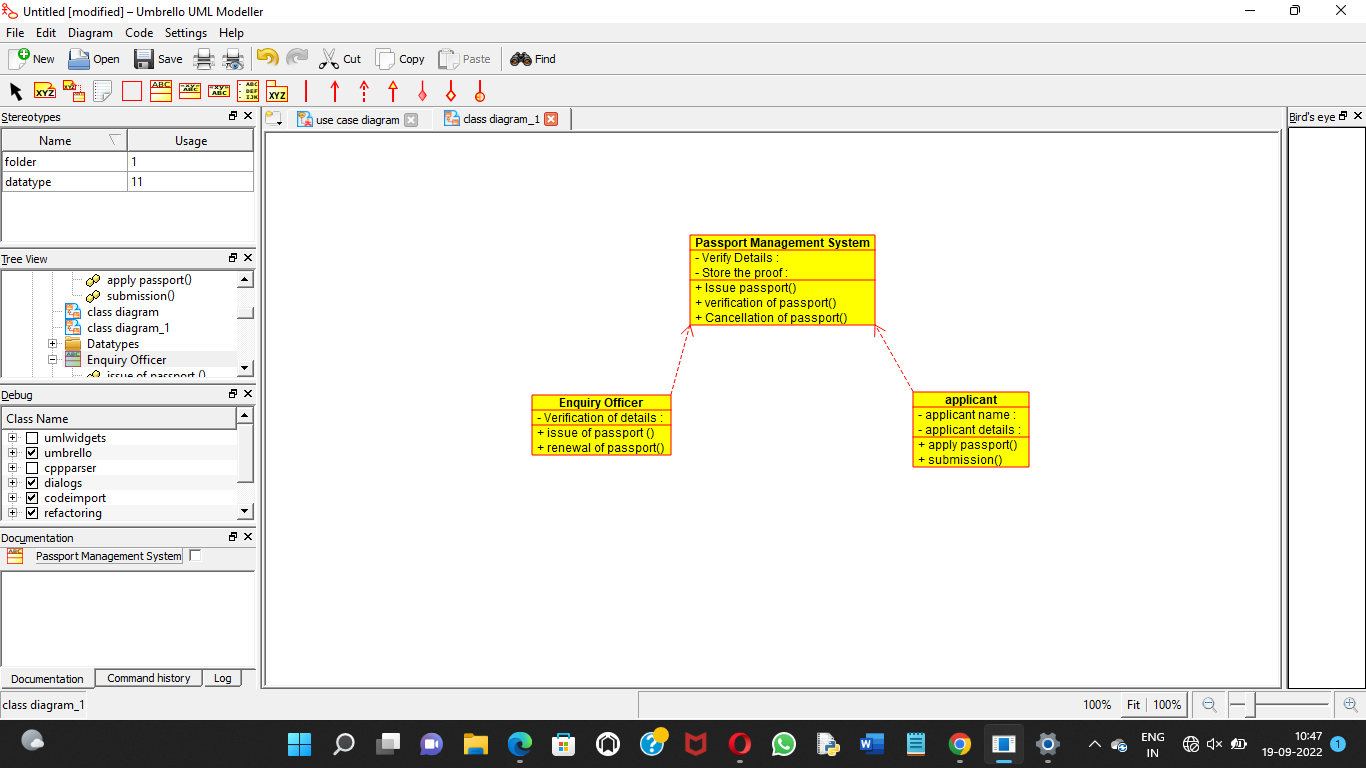 Untitled [modified] – Umbrello UML Modeller
File Edit Diagram Code Settings Help
New Open Save Cut Copy Paste Find
XYZ XYZ ABC -xy= ABC -xy= ABC ABC DEF IJK XYZ
Stereotypes
Name Usage
folder 1
datatype 11
Tree View
apply passport()
submission()
class diagram
class diagram_1
Datatypes
Enquiry Officer
issue of passport ()
Debug
Class Name
umlwidgets
umbrello
cppparser
dialogs
codeimport
refactoring
Documentation
Passport Management System
Documentation Command history Log
class diagram_1
use case diagram class diagram_1
Passport Management System
- Verify Details :
- Store the proof :
+ Issue passport()
+ verification of passport()
+ Cancellation of passport()
Enquiry Officer
- Verification of details :
+ issue of passport ()
+ renewal of passport()
applicant
- applicant name :
- applicant details :
+ apply passport()
+ submission()
Bird's eye
100% Fit 100%
ENG
IN
10:47
19-09-2022
1